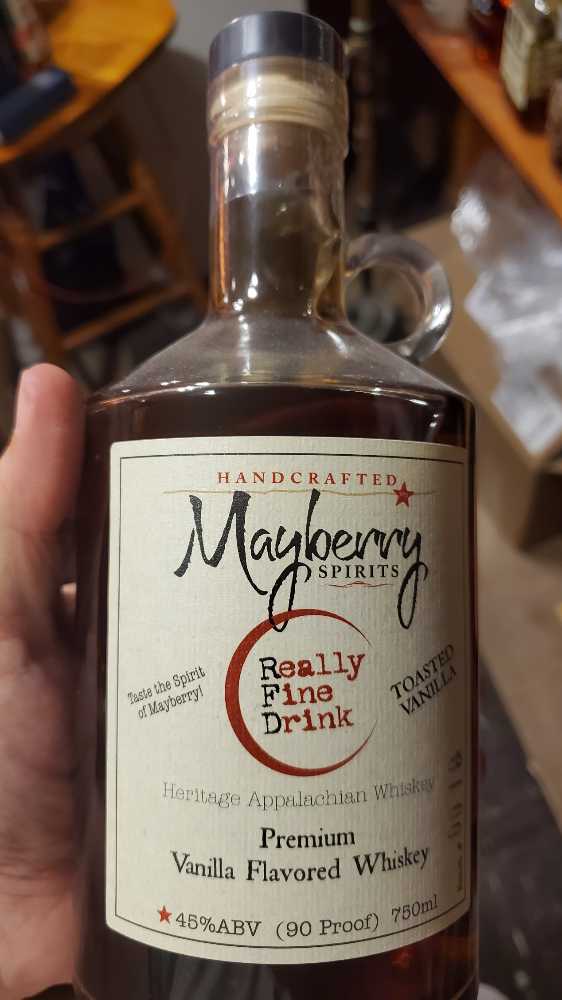 HANDCRAFTED
Mayberry
SPIRITS
Taste the Spirit
of Mayberry!
Really
Fine
Drink
TOASTED
VANILLA
Heritage Appalachian Whiskey
Premium
Vanilla Flavored Whiskey
45%ABV (90 Proof) 750ml